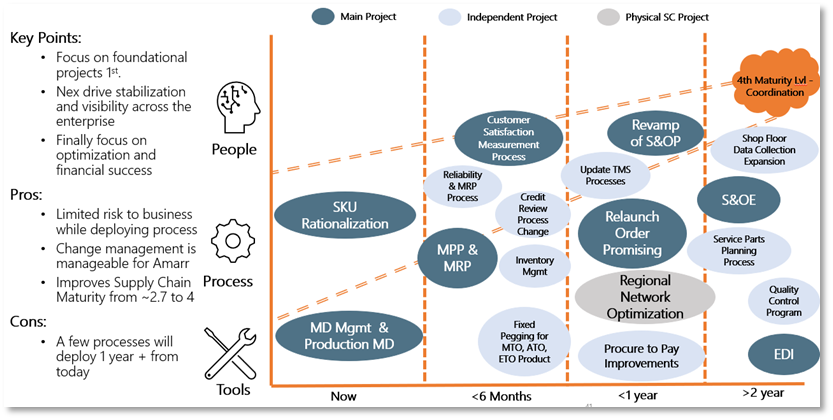 Main Project
Independent Project
Physical SC Project
Key Points:
• Focus on foundational
projects 1st.
• Nex drive stabilization
and visibility across the
enterprise
• Finally focus on
optimization and
financial success
Pros:
• Limited risk to business
while deploying process
• Change management is
manageable for Amarr
• Improves Supply Chain
Maturity from ~2.7 to 4
Cons:
• A few processes will
deploy 1 year + from
today
People
Process
Tools
SKU
Rationalization
MD Mgmt &
Production MD
Customer
Satisfaction
Measurement
Process
Reliability
& MRP
Process
Credit
Review
Process
Change
MPP &
MRP
Inventory
Mgmt
Fixed
Pegging for
MTO, ATO,
ETO Product
Revamp
of S&OP
Update TMS
Processes
Relaunch
Order
Promising
Regional
Network
Optimization
Procure to Pay
Improvements
4th Maturity Lvl -
Coordination
Shop Floor
Data Collection
Expansion
S&OE
Service Parts
Planning
Process
Quality
Control
Program
EDI
Now
<6 Months
<1 year
>2 year